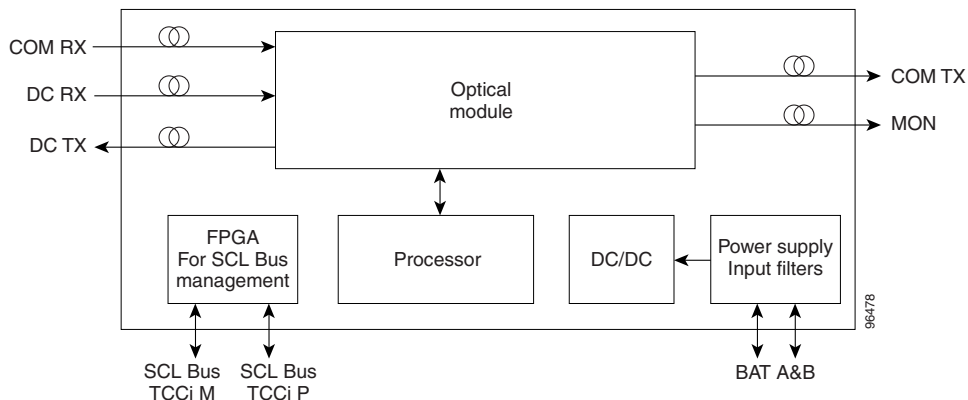 COM RX
DC RX
DC TX
Optical
module
COM TX
MON
FPGA
For SCL Bus
management
Processor
DC/DC
Power supply
Input filters
96478
SCL Bus
TCCi M
SCL Bus
TCCi P
BAT A&B